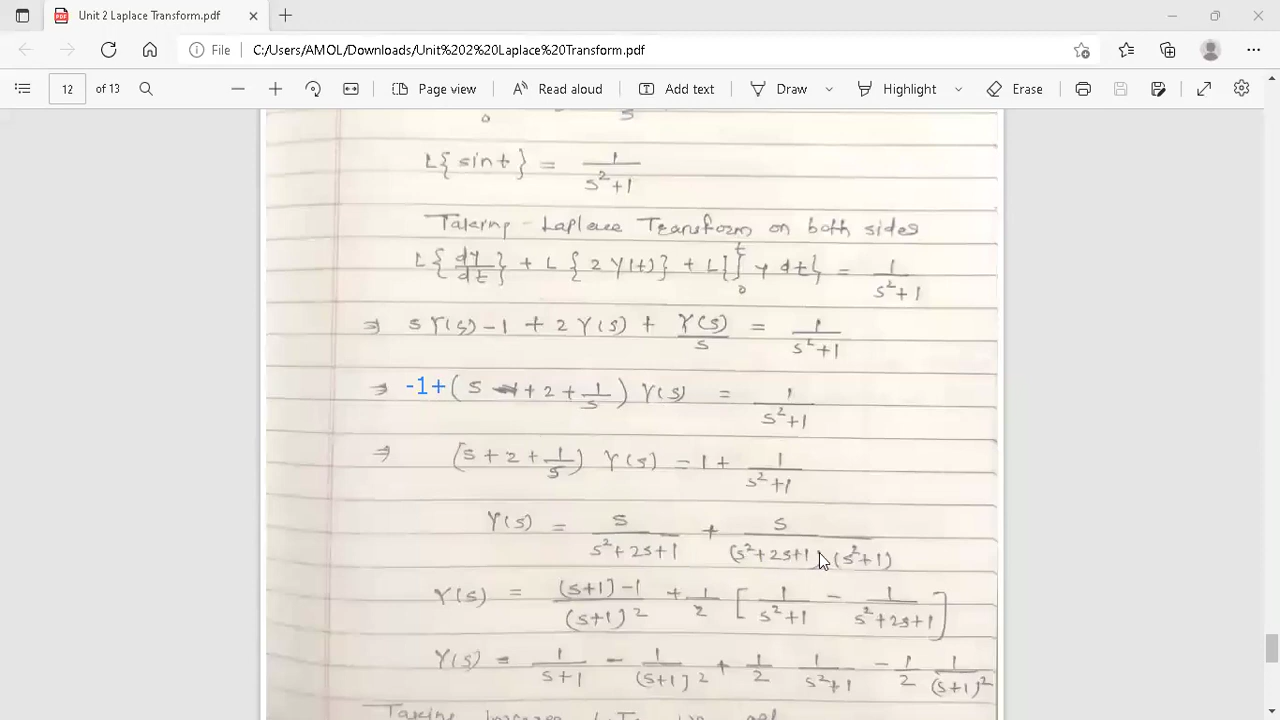 Unit 2 Laplace Transform.pdf
File C:/Users/AMOL/Downloads/Unit%202%20Laplace%20Transform.pdf
12 of 13 Page view Read aloud Add text Draw Highlight Erase
0 s
L{sint} = 1/(s²+1)
Taking Laplace Transform on both sides
L{dy/dt} + L{2y(t)} + L{∫₀ᵗ y dt} = 1/(s²+1)
⇒ sY(s)-1 + 2Y(s) + Y(s)/s = 1/(s²+1)
⇒ -1+(s + 2 + 1/s) Y(s) = 1/(s²+1)
⇒ (s+2+1/s) Y(s) = 1 + 1/(s²+1)
Y(s) = s/(s²+2s+1) + s/((s²+2s+1)(s²+1))
Y(s) = ((s+1)-1)/(s+1)² + 1/2 [1/(s²+1) - 1/(s²+2s+1)]
Y(s) = 1/(s+1) - 1/(s+1)² + 1/2 1/(s²+1) - 1/2 1/(s+1)²
Taking